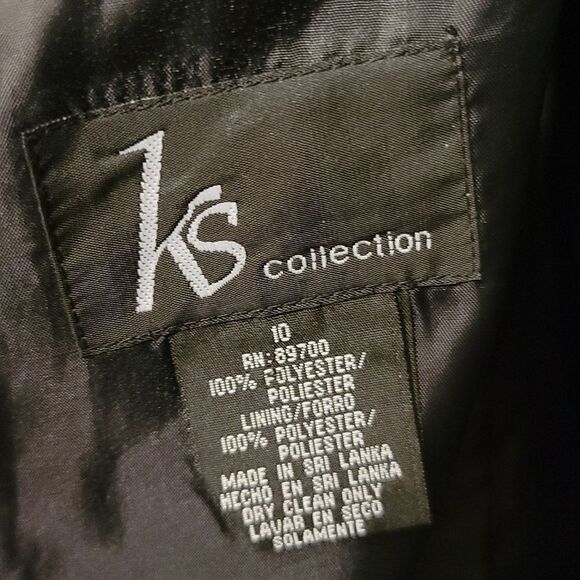 ks collection
10
RN: 89700
100% POLYESTER/
POLIESTER
LINING/FORRO
100% POLYESTER/
POLIESTER
MADE IN SRI LANKA
HECHO EN SRI LANKA
DRY CLEAN ONLY
LAVAR EN SECO
SOLAMENTE